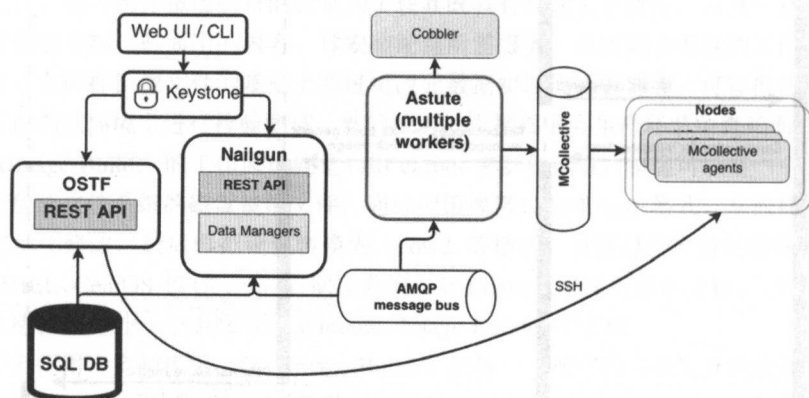 Web UI / CLI
Keystone
Cobbler
Astute
(multiple
workers)
MCollective
Nodes
MCollective
agents
OSTF
REST API
Nailgun
REST API
Data Managers
AMQP
message bus
SSH
SQL DB